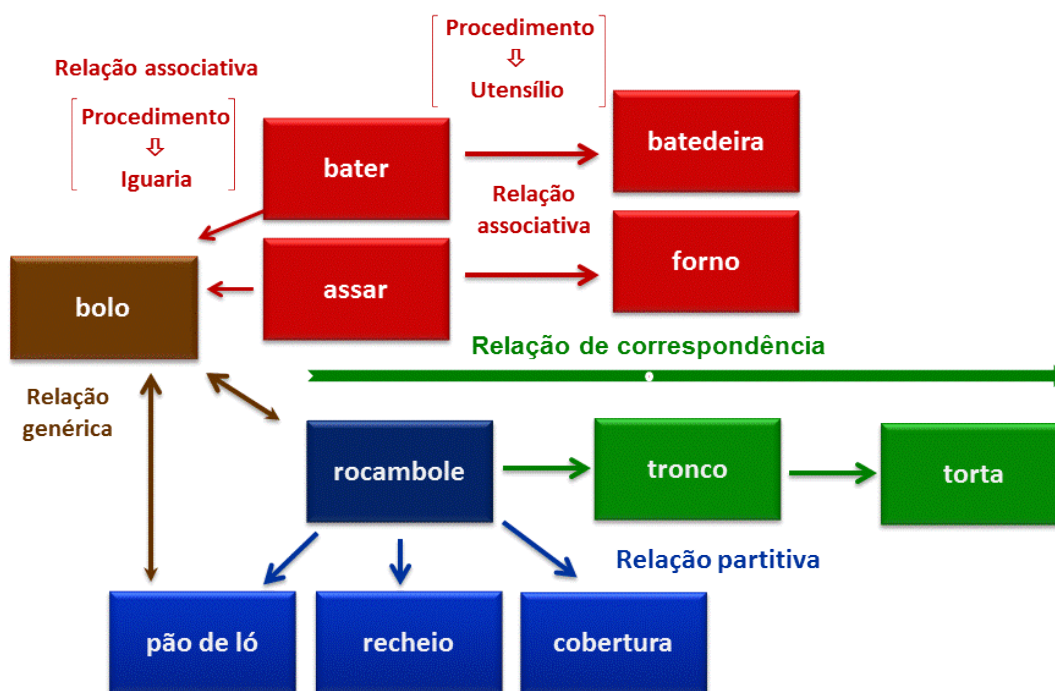 Procedimento
⇩
Utensílio
Relação associativa
Procedimento
⇩
Iguaria
bater
batedeira
Relação
associativa
assar
forno
bolo
Relação de correspondência
Relação
genérica
rocambole
tronco
torta
Relação partitiva
pão de ló
recheio
cobertura